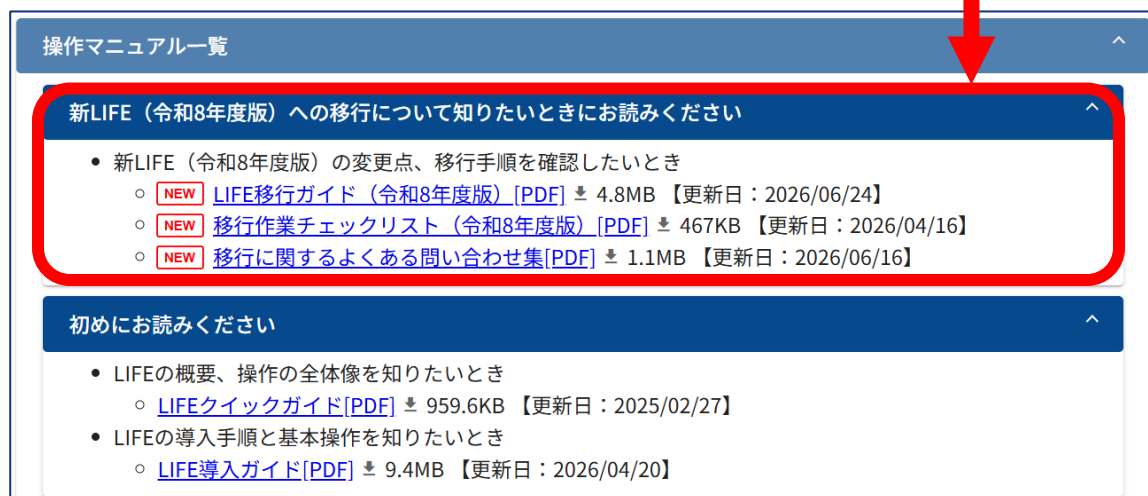 操作マニュアル一覧
新LIFE（令和8年度版）への移行について知りたいときにお読みください
新LIFE（令和8年度版）の変更点、移行手順を確認したいとき
NEW LIFE移行ガイド（令和8年度版）[PDF] 4.8MB 【更新日：2026/06/24】
NEW 移行作業チェックリスト（令和8年度版）[PDF] 467KB 【更新日：2026/04/16】
NEW 移行に関するよくある問い合わせ集[PDF] 1.1MB 【更新日：2026/06/16】
初めにお読みください
LIFEの概要、操作の全体像を知りたいとき
LIFEクイックガイド[PDF] 959.6KB 【更新日：2025/02/27】
LIFEの導入手順と基本操作を知りたいとき
LIFE導入ガイド[PDF] 9.4MB 【更新日：2026/04/20】